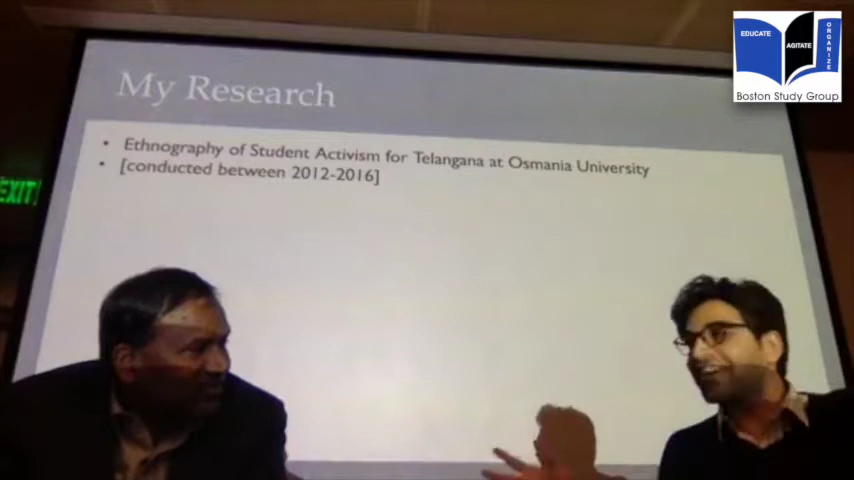 My Research
• Ethnography of Student Activism for Telangana at Osmania University
• [conducted between 2012-2016]
EXIT
EDUCATE
AGITATE
ORGANIZE
Boston Study Group